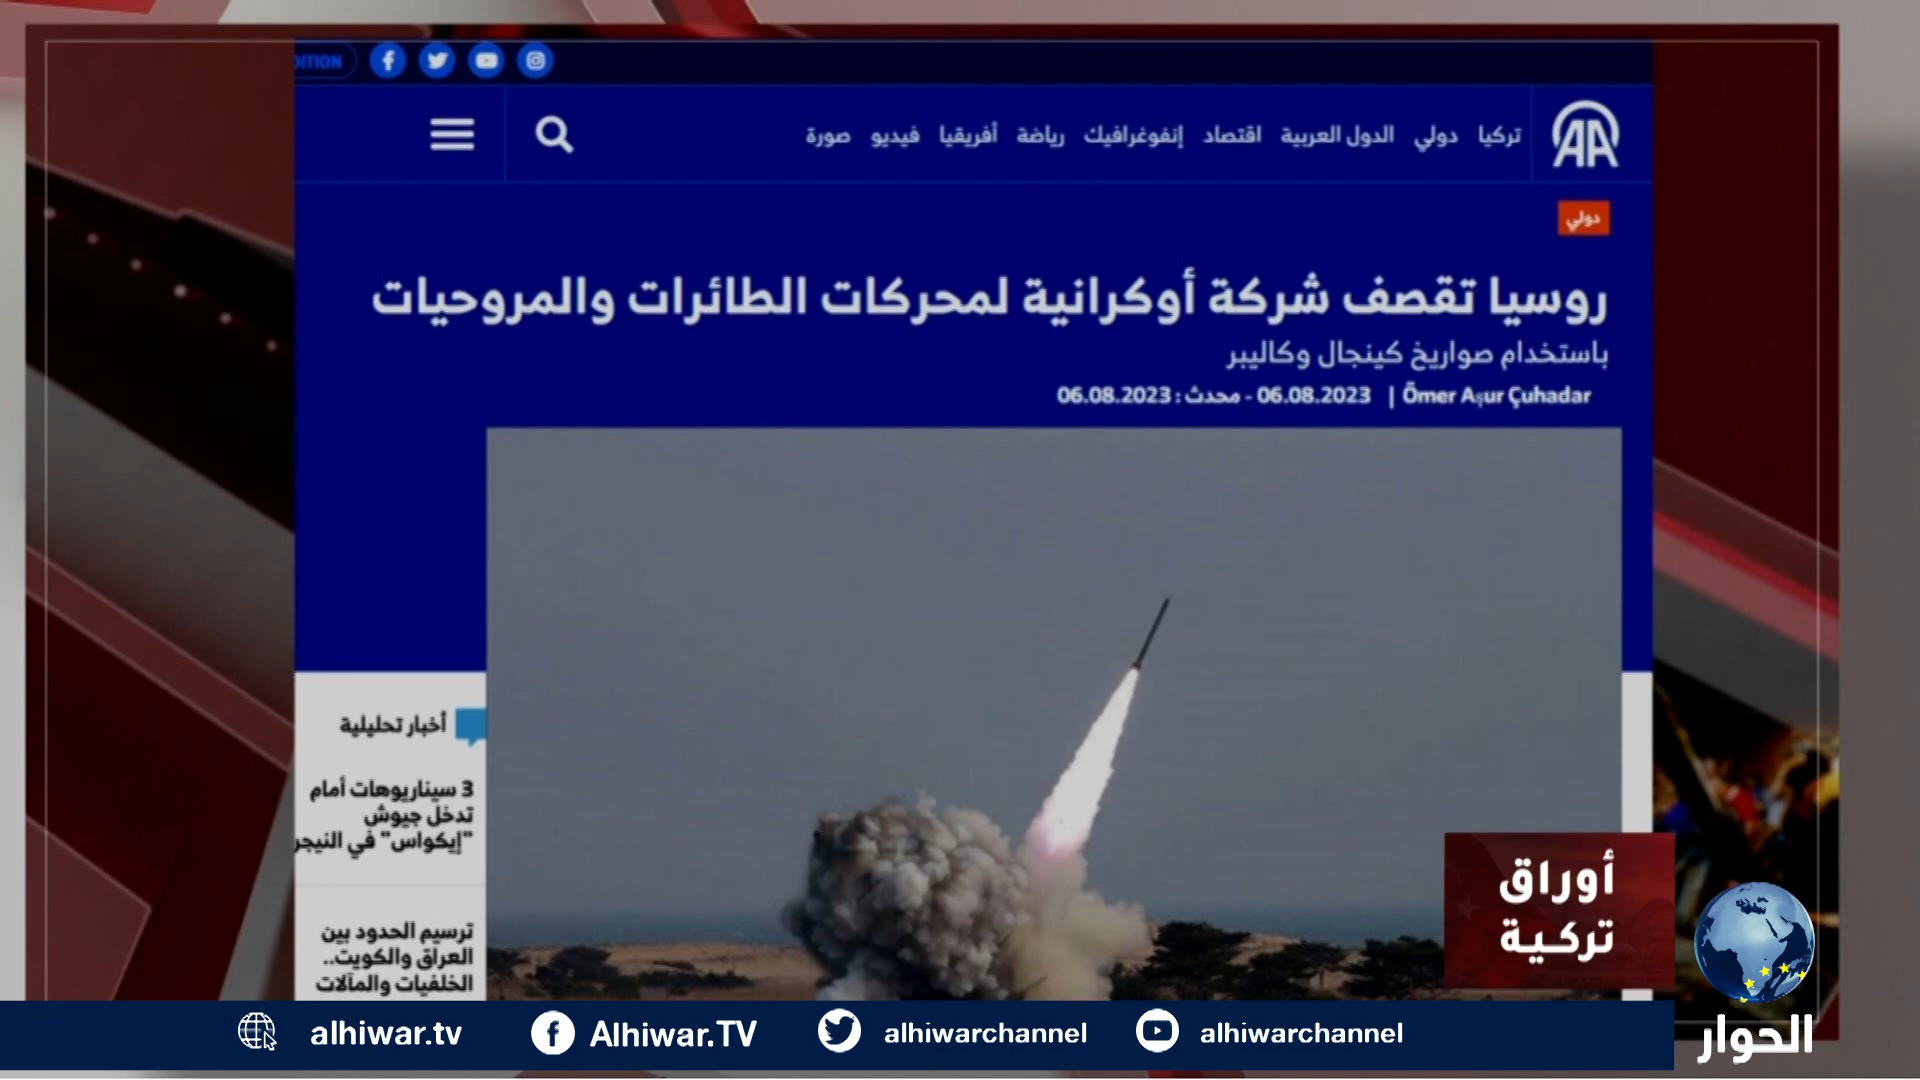 DITION
AA
تركيا دولي الدول العربية اقتصاد إنفوغرافيك رياضة أفريقيا فيديو صورة
دولي
روسيا تقصف شركة أوكرانية لمحركات الطائرات والمروحيات
باستخدام صواريخ كينجال وكاليبر
Ömer Aşur Çuhadar | 06.08.2023 - محدث : 06.08.2023
أخبار تحليلية
3 سيناريوهات أمام
تدخل جيوش
"إيكواس" في النيجر
ترسيم الحدود بين
العراق والكويت..
الخلفيات والمآلات
أوراق
تركية
alhiwar.tv Alhiwar.TV alhiwarchannel alhiwarchannel
الحوار